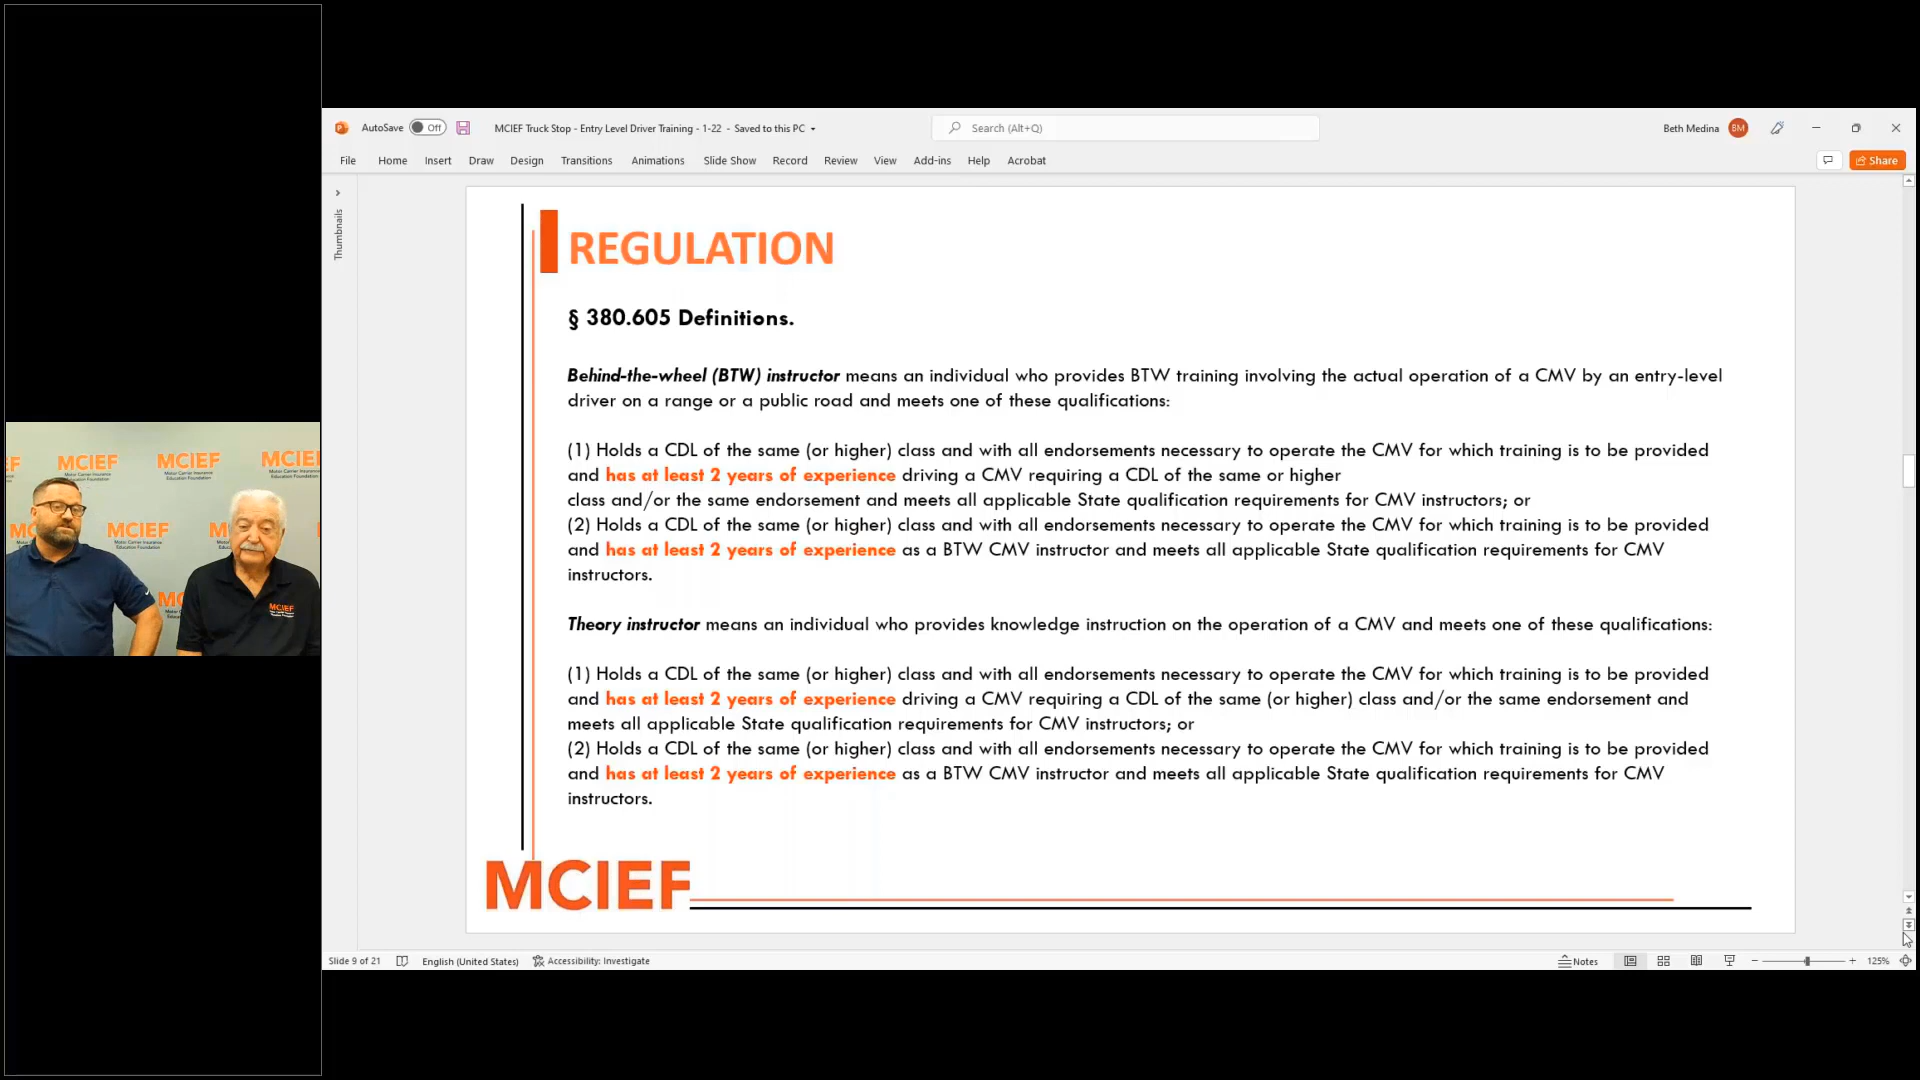 AutoSave Off
MCIEF Truck Stop - Entry Level Driver Training - 1-22 - Saved to this PC
Search (Alt+Q)
Beth Medina BM
File Home Insert Draw Design Transitions Animations Slide Show Record Review View Add-ins Help Acrobat
Share
Thumbnails
REGULATION
§ 380.605 Definitions.
Behind-the-wheel (BTW) instructor means an individual who provides BTW training involving the actual operation of a CMV by an entry-level
driver on a range or a public road and meets one of these qualifications:
(1) Holds a CDL of the same (or higher) class and with all endorsements necessary to operate the CMV for which training is to be provided
and has at least 2 years of experience driving a CMV requiring a CDL of the same or higher
class and/or the same endorsement and meets all applicable State qualification requirements for CMV instructors; or
(2) Holds a CDL of the same (or higher) class and with all endorsements necessary to operate the CMV for which training is to be provided
and has at least 2 years of experience as a BTW CMV instructor and meets all applicable State qualification requirements for CMV
instructors.
Theory instructor means an individual who provides knowledge instruction on the operation of a CMV and meets one of these qualifications:
(1) Holds a CDL of the same (or higher) class and with all endorsements necessary to operate the CMV for which training is to be provided
and has at least 2 years of experience driving a CMV requiring a CDL of the same (or higher) class and/or the same endorsement and
meets all applicable State qualification requirements for CMV instructors; or
(2) Holds a CDL of the same (or higher) class and with all endorsements necessary to operate the CMV for which training is to be provided
and has at least 2 years of experience as a BTW CMV instructor and meets all applicable State qualification requirements for CMV
instructors.
MCIEF
Slide 9 of 21 English (United States) Accessibility: Investigate
Notes
125%
MCIEF MCIEF MCIEF
Motor Carrier Insurance
Education Foundation
MCIEF
MCIEF